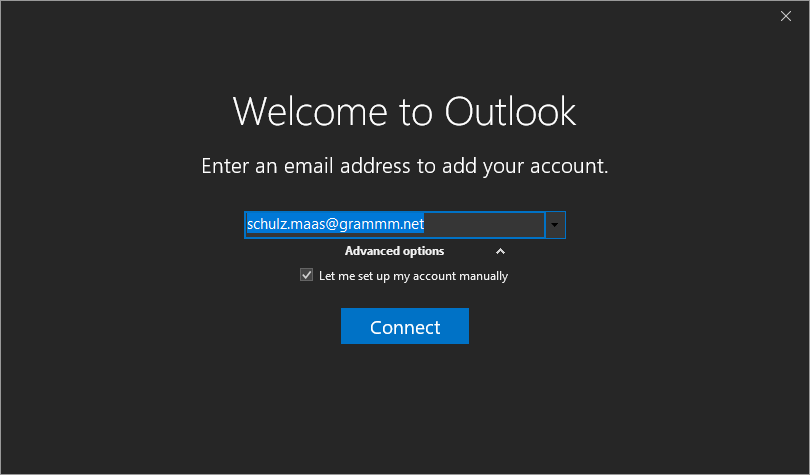 Welcome to Outlook
Enter an email address to add your account.
schulz.maas@grammm.net
Advanced options
Let me set up my account manually
Connect